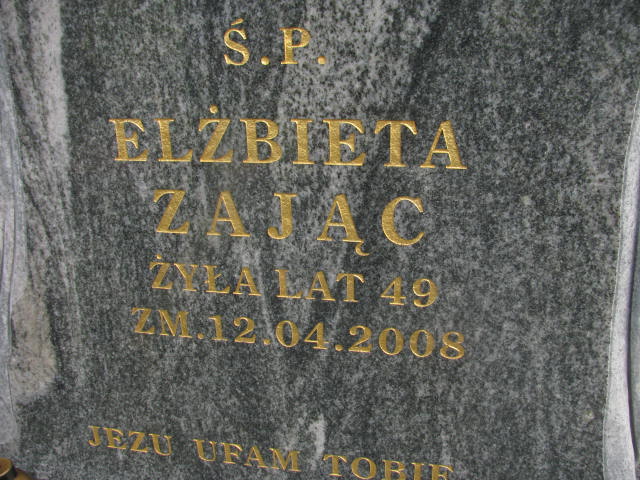 Ś.P.
ELŻBIETA
ZAJĄC
ŻYŁA LAT 49
ZM.12.04.2008
JEZU UFAM TOBIE